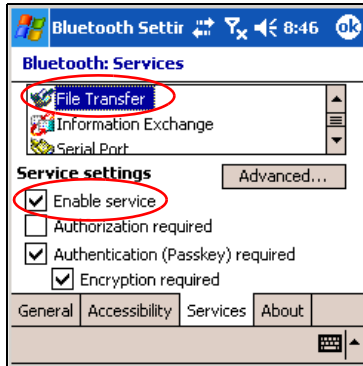 Bluetooth Settir 8:46 ok
Bluetooth: Services
File Transfer
Information Exchange
Serial Port
Service settings Advanced...
Enable service
Authorization required
Authentication (Passkey) required
Encryption required
General Accessibility Services About